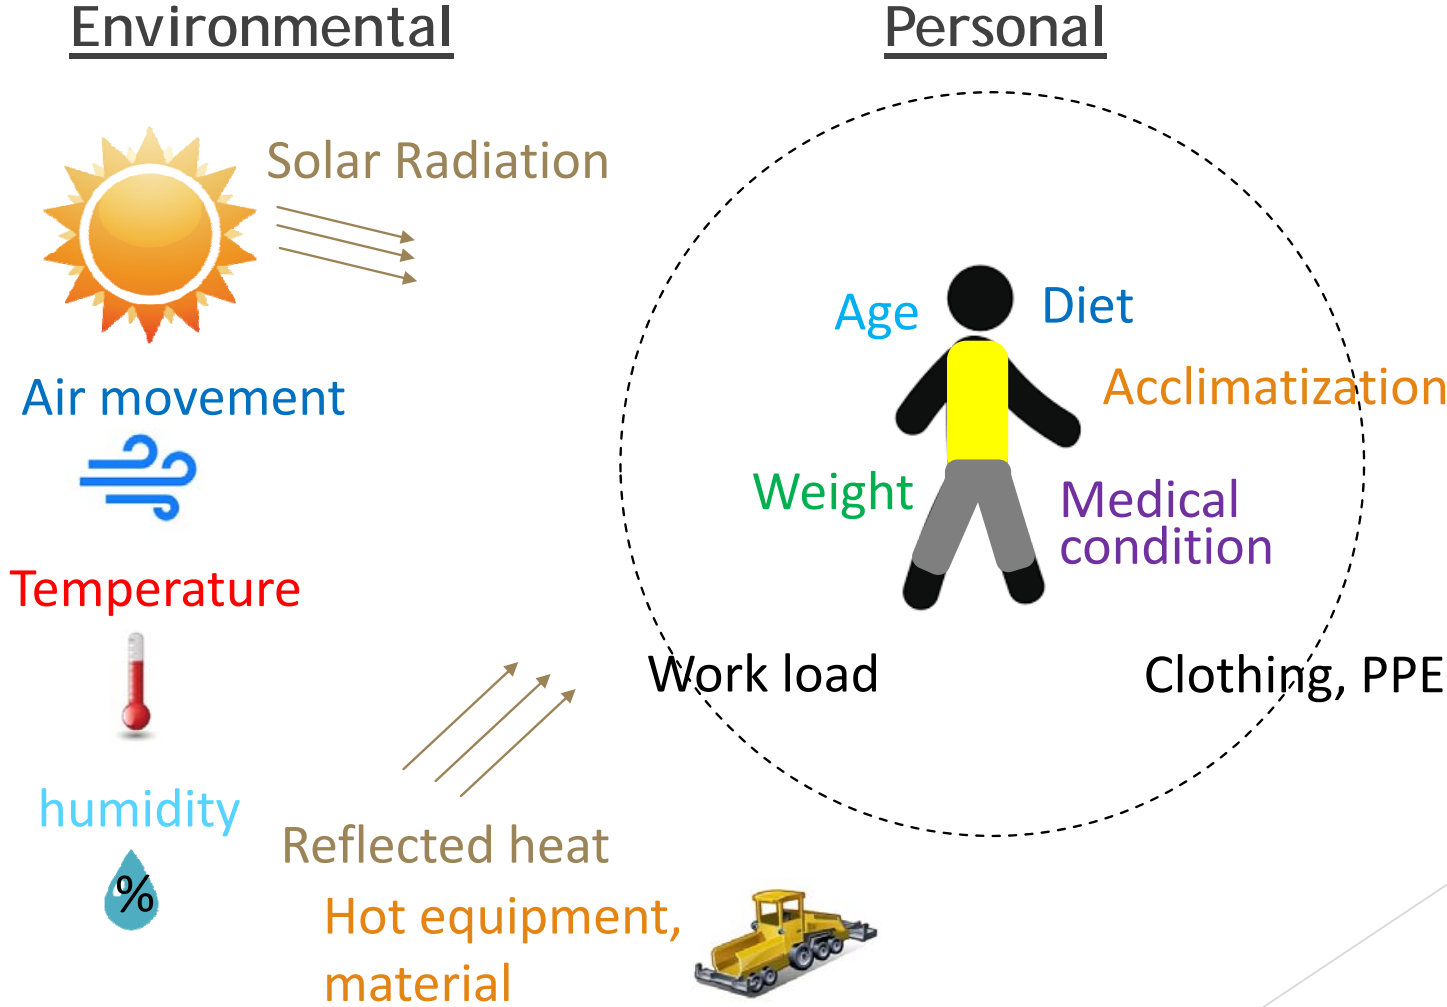 Environmental
Personal
Solar Radiation
Age
Diet
Acclimatization
Air movement
Weight
Medical
condition
Temperature
Work load
Clothing, PPE
humidity
%
Reflected heat
Hot equipment,
material